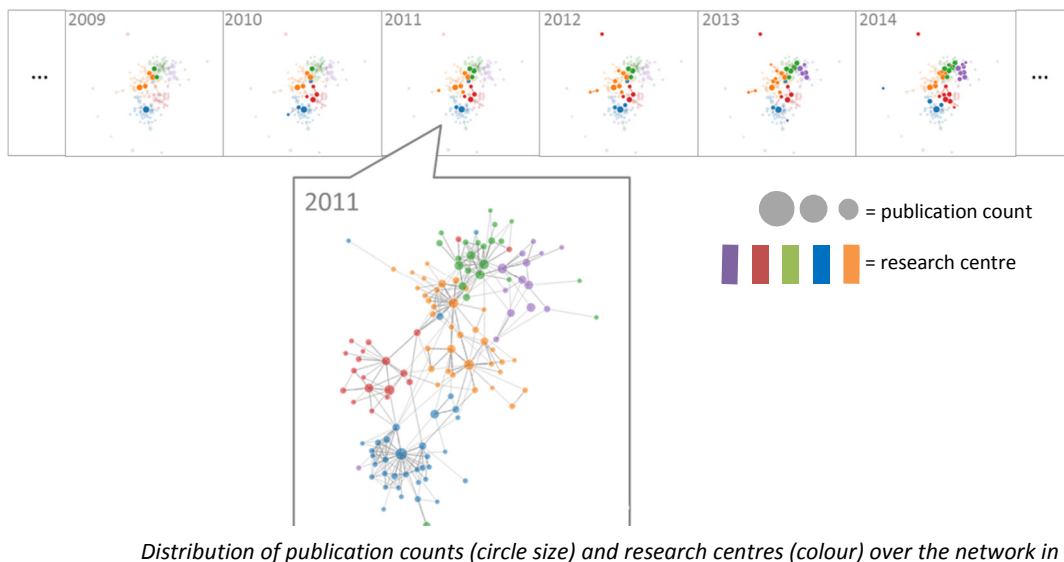 2009 2010 2011 2012 2013 2014
... ...
2011
= publication count
= research centre
Distribution of publication counts (circle size) and research centres (colour) over the network in